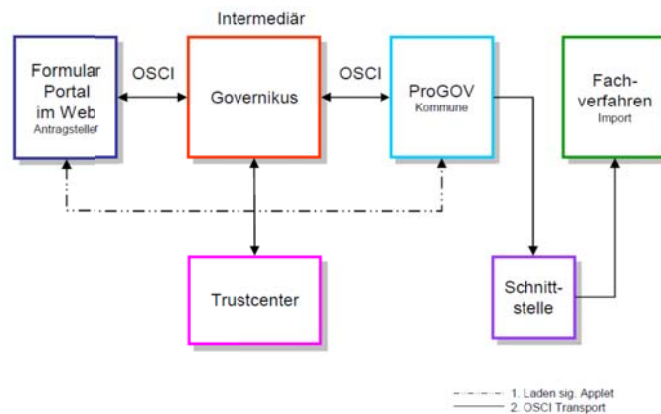 Intermediär
Formular
Portal
im Web
Antragsteller
OSCI
Governikus
OSCI
ProGOV
Kommune
Fach-
verfahren
Import
Trustcenter
Schnitt-
stelle
1. Laden sig. Applet
2. OSCI Transport